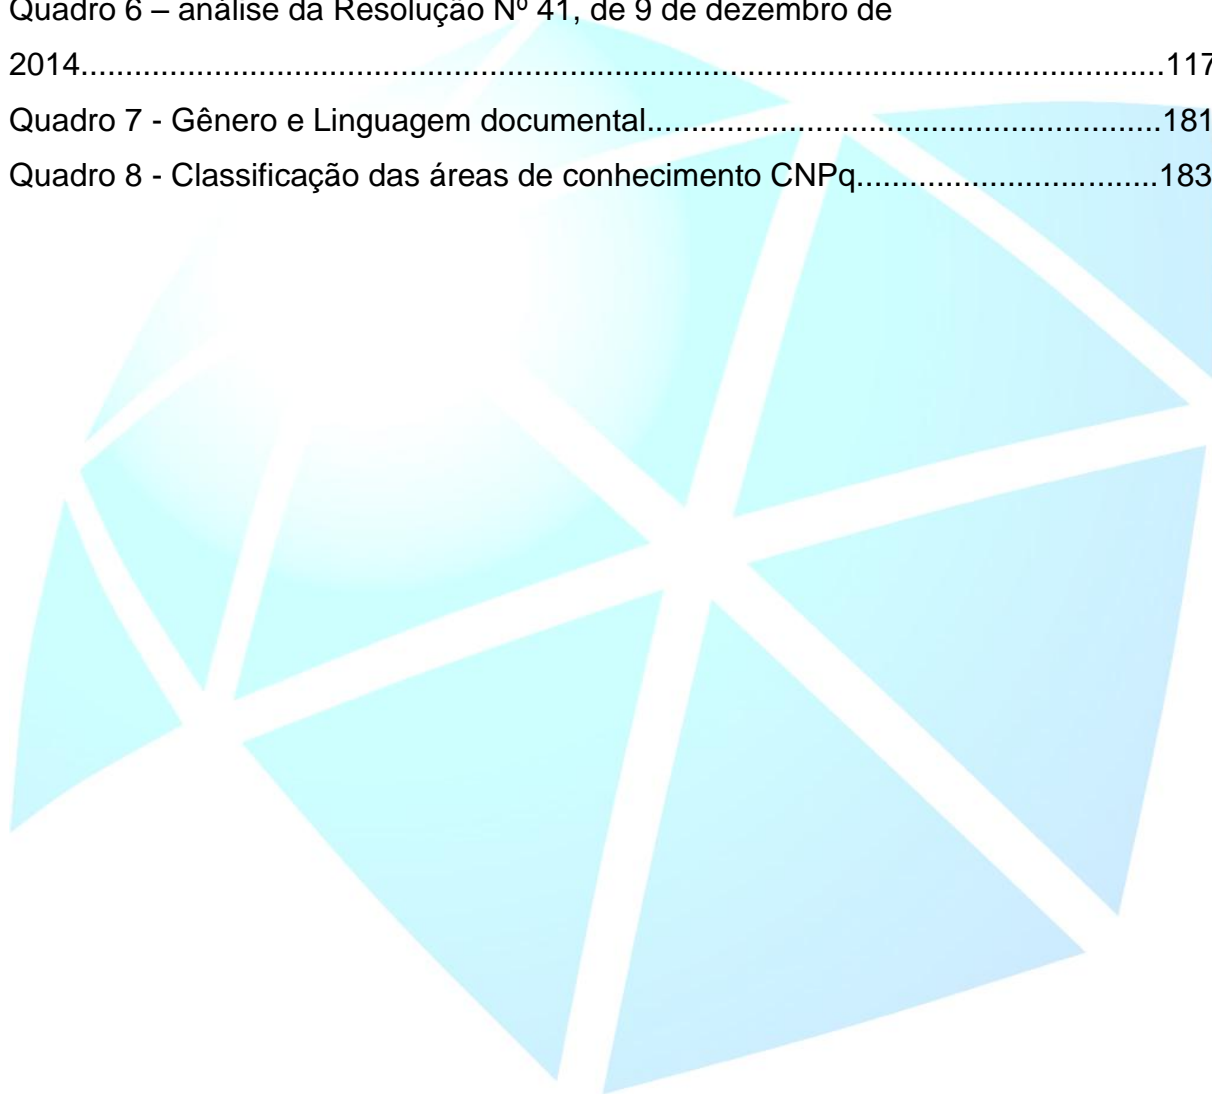 Quadro 6 – análise da Resolução Nº 41, de 9 de dezembro de
2014.........................................................................................................................117
Quadro 7 - Gênero e Linguagem documental..........................................................181
Quadro 8 - Classificação das áreas de conhecimento CNPq..................................183